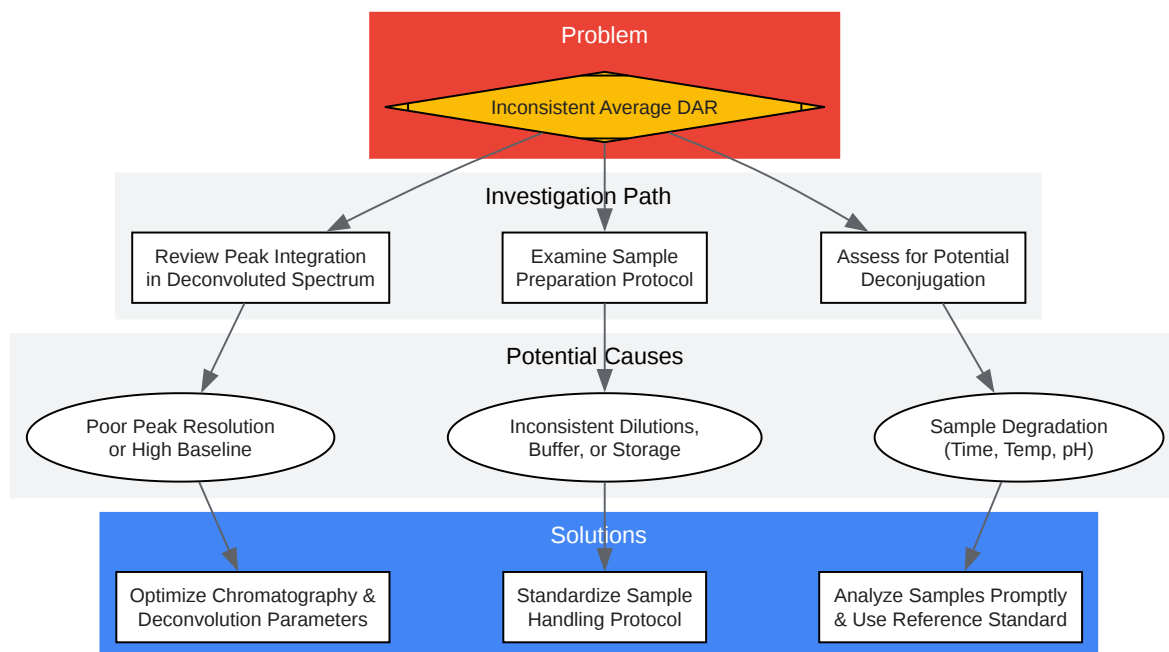 Problem
Inconsistent Average DAR
Investigation Path
Review Peak Integration
in Deconvoluted Spectrum
Examine Sample
Preparation Protocol
Assess for Potential
Deconjugation
Potential Causes
Poor Peak Resolution
or High Baseline
Inconsistent Dilutions,
Buffer, or Storage
Sample Degradation
(Time, Temp, pH)
Solutions
Optimize Chromatography &
Deconvolution Parameters
Standardize Sample
Handling Protocol
Analyze Samples Promptly
& Use Reference Standard